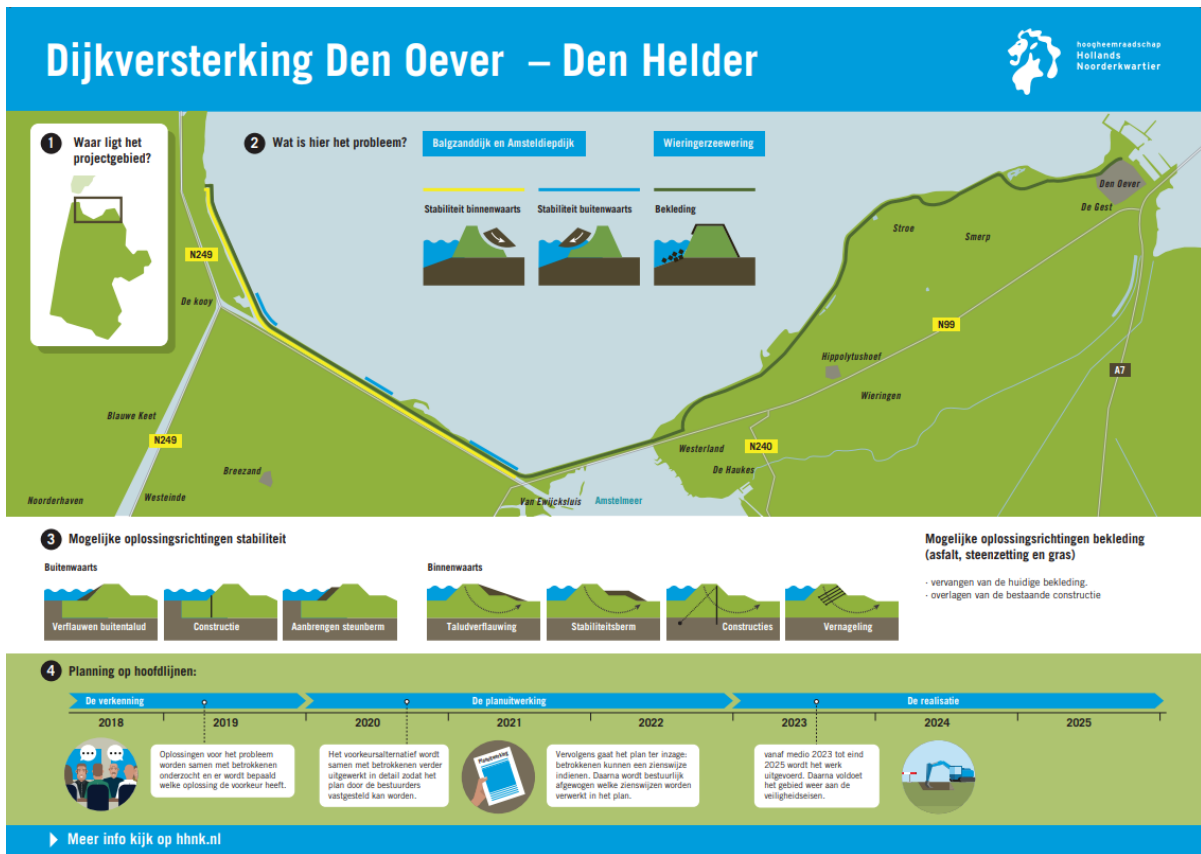 Dijkversterking Den Oever – Den Helder
hoogheemraadschap
Hollands
Noorderkwartier
1 Waar ligt het
projectgebied?
2 Wat is hier het probleem?
Balgzanddijk en Amsteldiepdijk
Wieringerzeewering
Stabiliteit binnenwaarts
Stabiliteit buitenwaarts
Bekleding
N249
De kooy
Blauwe Keet
N249
Breezand
Noorderhaven
Westeinde
Van Ewijcksluis
Amstelmeer
Westerland
N240
De Haukes
Hippolytushoef
Wieringen
N99
A7
Stroe
Smerp
Den Oever
De Gest
3 Mogelijke oplossingsrichtingen stabiliteit
Buitenwaarts
Verflauwen buitentalud
Constructie
Aanbrengen steunberm
Binnenwaarts
Taludverflauwing
Stabiliteitsberm
Constructies
Vernageling
Mogelijke oplossingsrichtingen bekleding
(asfalt, steenzetting en gras)
- vervangen van de huidige bekleding.
- overlagen van de bestaande constructie
4 Planning op hoofdlijnen:
De verkenning
De planuitwerking
De realisatie
2018
2019
2020
2021
2022
2023
2024
2025
Oplossingen voor het probleem
worden samen met betrokkenen
onderzocht en er wordt bepaald
welke oplossing de voorkeur heeft.
Het voorkeursalternatief wordt
samen met betrokkenen verder
uitgewerkt in detail zodat het
plan door de bestuurders
vastgesteld kan worden.
Planuitwerking
Vervolgens gaat het plan ter inzage:
betrokkenen kunnen een zienswijze
indienen. Daarna wordt bestuurlijk
afgewogen welke zienswijzen worden
verwerkt in het plan.
vanaf medio 2023 tot eind
2025 wordt het werk
uitgevoerd. Daarna voldoet
het gebied weer aan de
veiligheidseisen.
Meer info kijk op hhnk.nl